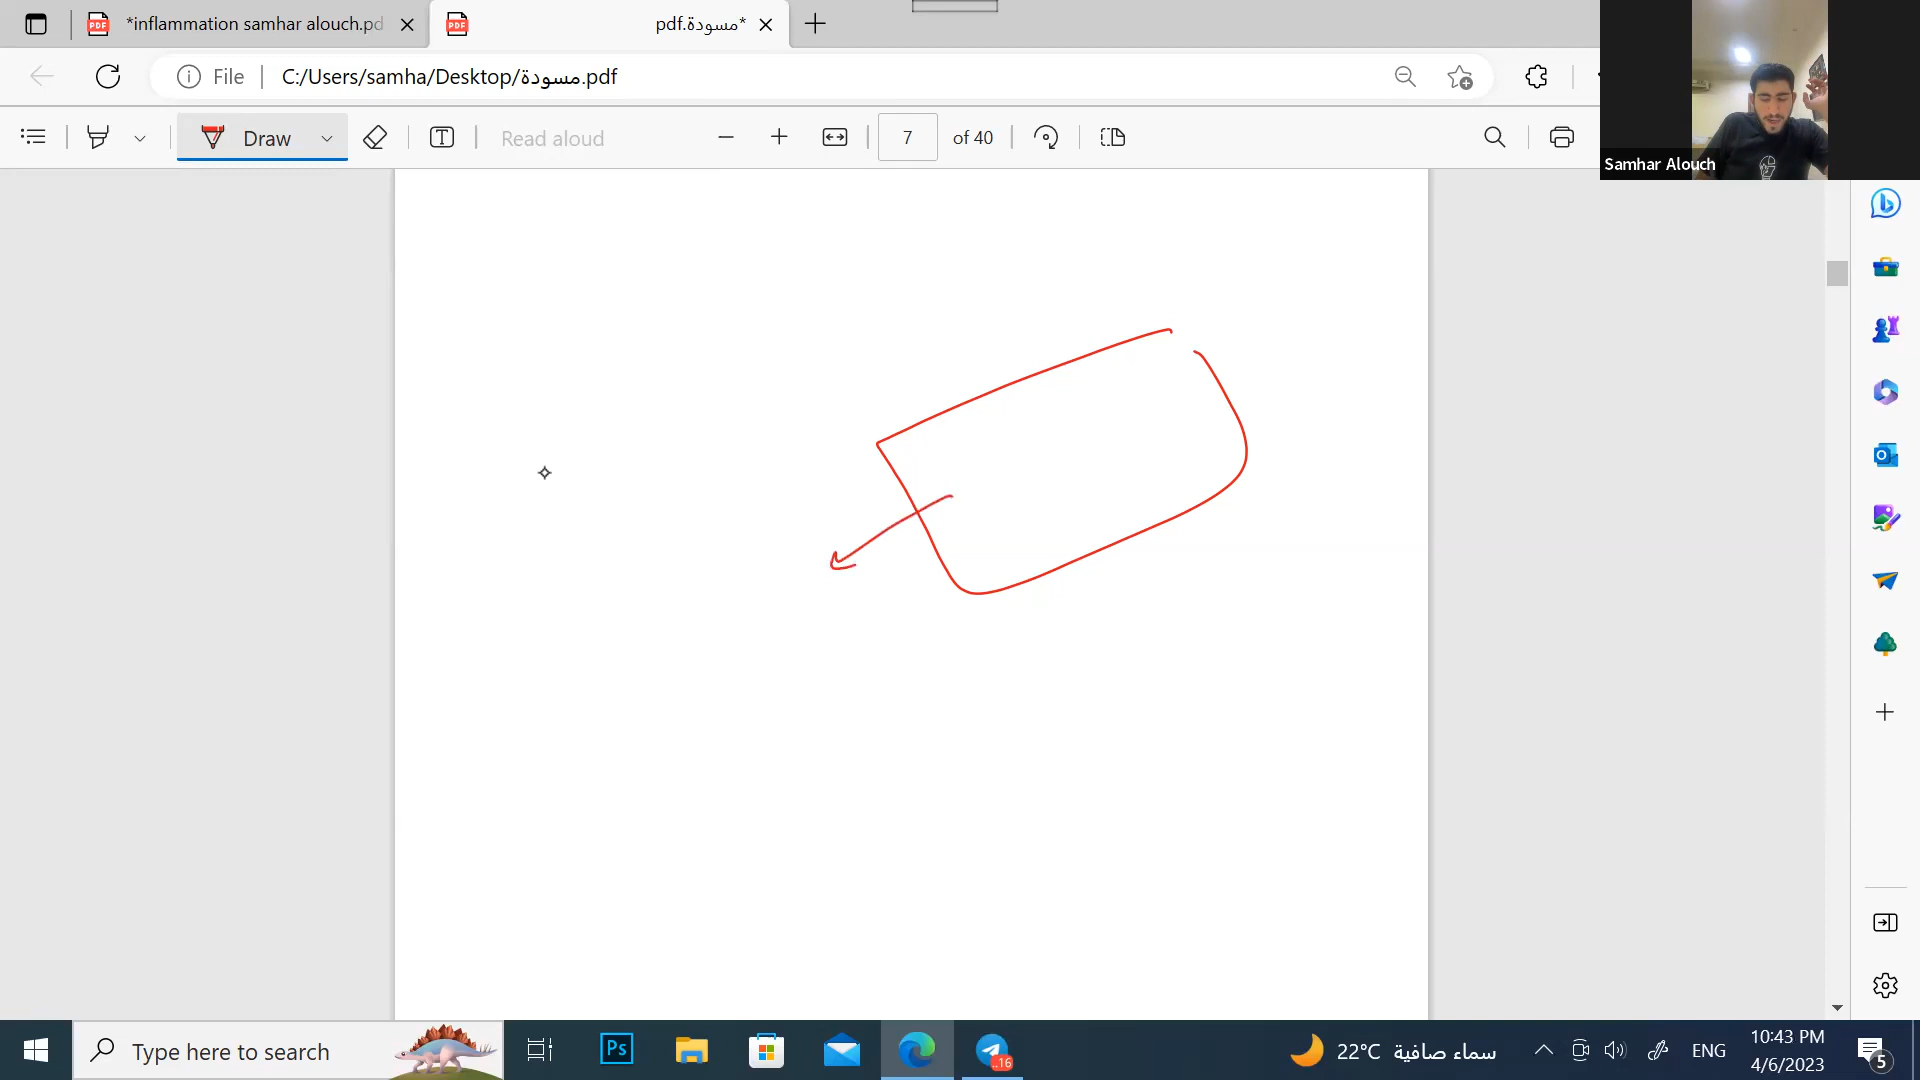 *inflammation samhar alouch.pd
*مسودة.pdf
File
C:/Users/samha/Desktop/مسودة.pdf
Draw
Read aloud
7
of 40
Samhar Alouch
Type here to search
Ps
..16
22°C
سماء صافية
ENG
10:43 PM
4/6/2023
5